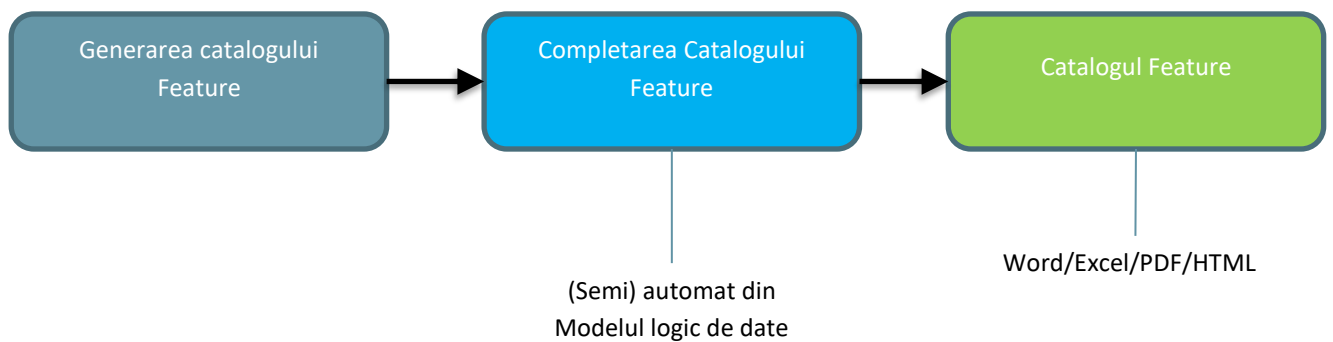 Generarea catalogului
Feature
Completarea Catalogului
Feature
Catalogul Feature
(Semi) automat din
Modelul logic de date
Word/Excel/PDF/HTML